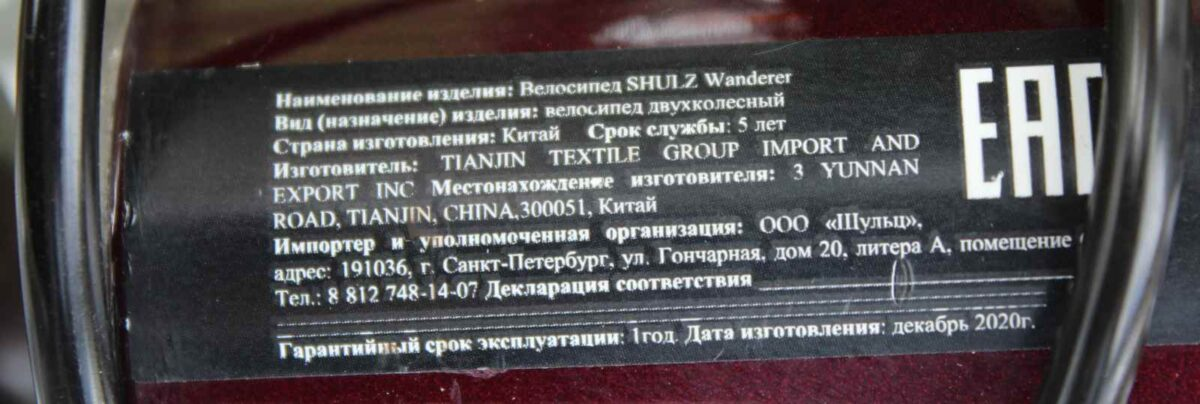 Наименование изделия: Велосипед SHULZ Wanderer
Вид (назначение) изделия: велосипед двухколесный
Страна изготовления: Китай Срок службы: 5 лет
Изготовитель: TIANJIN TEXTILE GROUP IMPORT AND
EXPORT INC Местонахождение изготовителя: 3 YUNNAN
ROAD, TIANJIN, CHINA,300051, Китай
Импортер и уполномоченная организация: ООО «Шульц»,
адрес: 191036, г. Санкт-Петербург, ул. Гончарная, дом 20, литера А, помещение
Тел.: 8 812 748-14-07 Декларация соответствия
Гарантийный срок эксплуатации: 1год. Дата изготовления: декабрь 2020г.
EAC